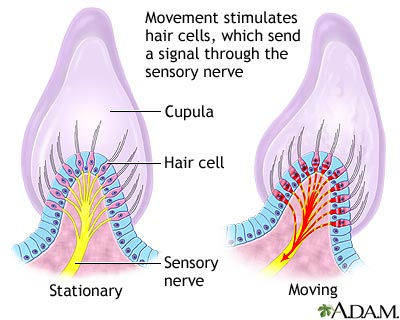 Movement stimulates
hair cells, which send
a signal through the
sensory nerve
Cupula
Hair cell
Sensory
nerve
Stationary
Moving
A.D.A.M.